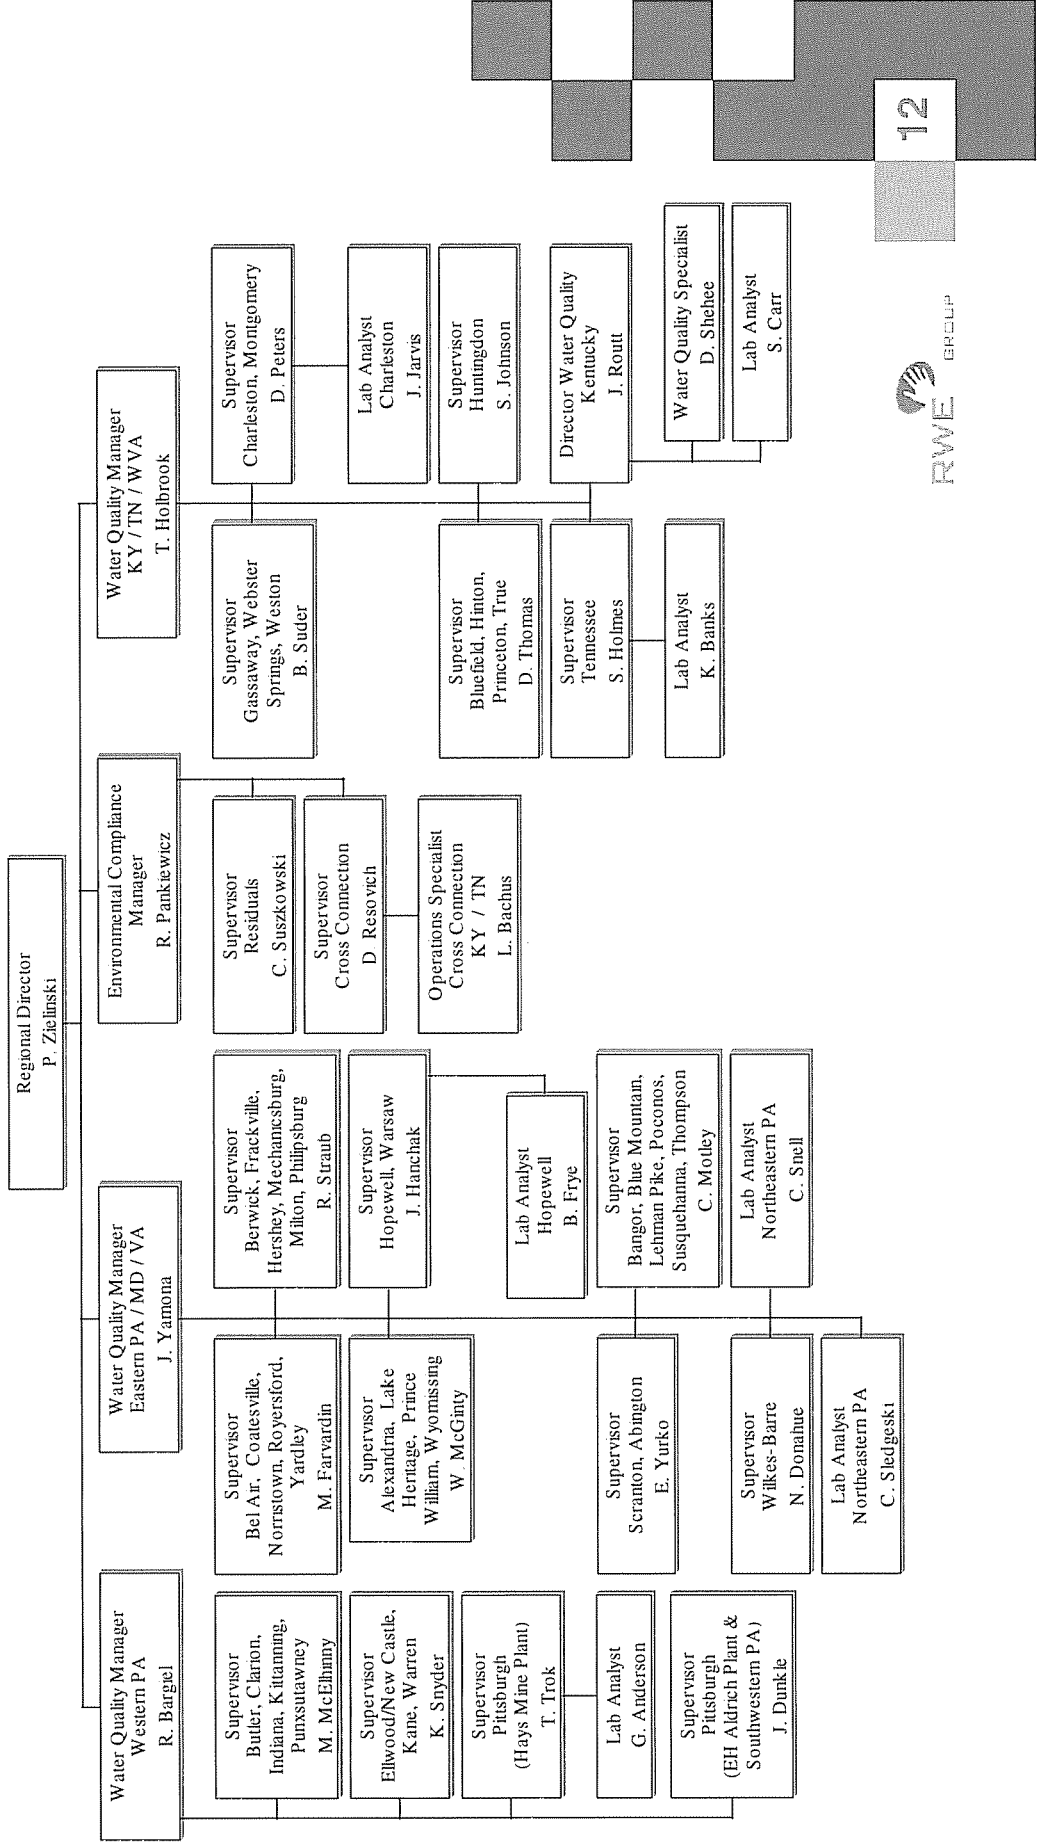 Regional Director
P. Zielinski
Water Quality Manager
Western PA
R. Bargiel
Supervisor
Butler, Clarion,
Indiana, Kittanning,
Punxsutawney
M. McElhnny
Supervisor
Ellwood/New Castle,
Kane, Warren
K. Snyder
Supervisor
Pittsburgh
(Hays Mine Plant)
T. Trok
Lab Analyst
G. Anderson
Supervisor
Pittsburgh
(EH Aldrich Plant &
Southwestern PA)
J. Dunkle
Water Quality Manager
Eastern PA / MD / VA
J. Yamona
Supervisor
Bel Air, Coatesville,
Norristown, Royersford,
Yardley
M. Farvardin
Supervisor
Berwick, Frackville,
Hershey, Mechanicsburg,
Milton, Philipsburg
R. Straub
Supervisor
Alexandria, Lake
Heritage, Prince
William, Wyomissing
W. McGinty
Supervisor
Hopewell, Warsaw
J. Hanchak
Lab Analyst
Hopewell
B. Frye
Supervisor
Scranton, Abington
E. Yurko
Supervisor
Bangor, Blue Mountain,
Lehman Pike, Poconos,
Susquehanna, Thompson
C. Motley
Supervisor
Wilkes-Barre
N. Donahue
Lab Analyst
Northeastern PA
C. Snell
Lab Analyst
Northeastern PA
C. Sledgeski
Environmental Compliance
Manager
R. Pankiewicz
Supervisor
Residuals
C. Suszkowski
Supervisor
Cross Connection
D. Resovich
Operations Specialist
Cross Connection
KY / TN
L. Bachus
Water Quality Manager
KY / TN / WVA
T. Holbrook
Supervisor
Gassaway, Webster
Springs, Weston
B. Suder
Supervisor
Charleston, Montgomery
D. Peters
Lab Analyst
Charleston
J. Jarvis
Supervisor
Bluefield, Hinton,
Princeton, True
D. Thomas
Supervisor
Huntingdon
S. Johnson
Supervisor
Tennessee
S. Holmes
Lab Analyst
K. Banks
Director Water Quality
Kentucky
J. Routt
Water Quality Specialist
D. Shehee
Lab Analyst
S. Carr
RWE GROUP
12